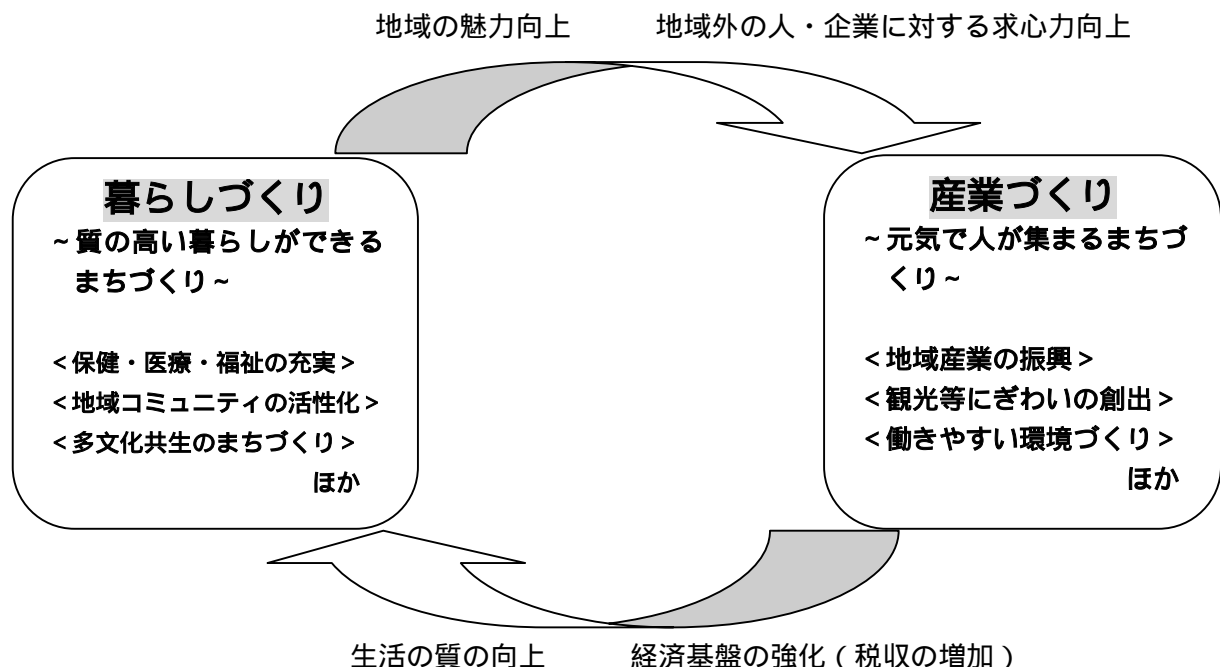 地域の魅力向上　　地域外の人・企業に対する求心力向上
暮らしづくり
～質の高い暮らしができる
まちづくり～
＜保健・医療・福祉の充実＞
＜地域コミュニティの活性化＞
＜多文化共生のまちづくり＞
ほか
産業づくり
～元気で人が集まるまちづ
くり～
＜地域産業の振興＞
＜観光等にぎわいの創出＞
＜働きやすい環境づくり＞
ほか
生活の質の向上　　経済基盤の強化（税収の増加）